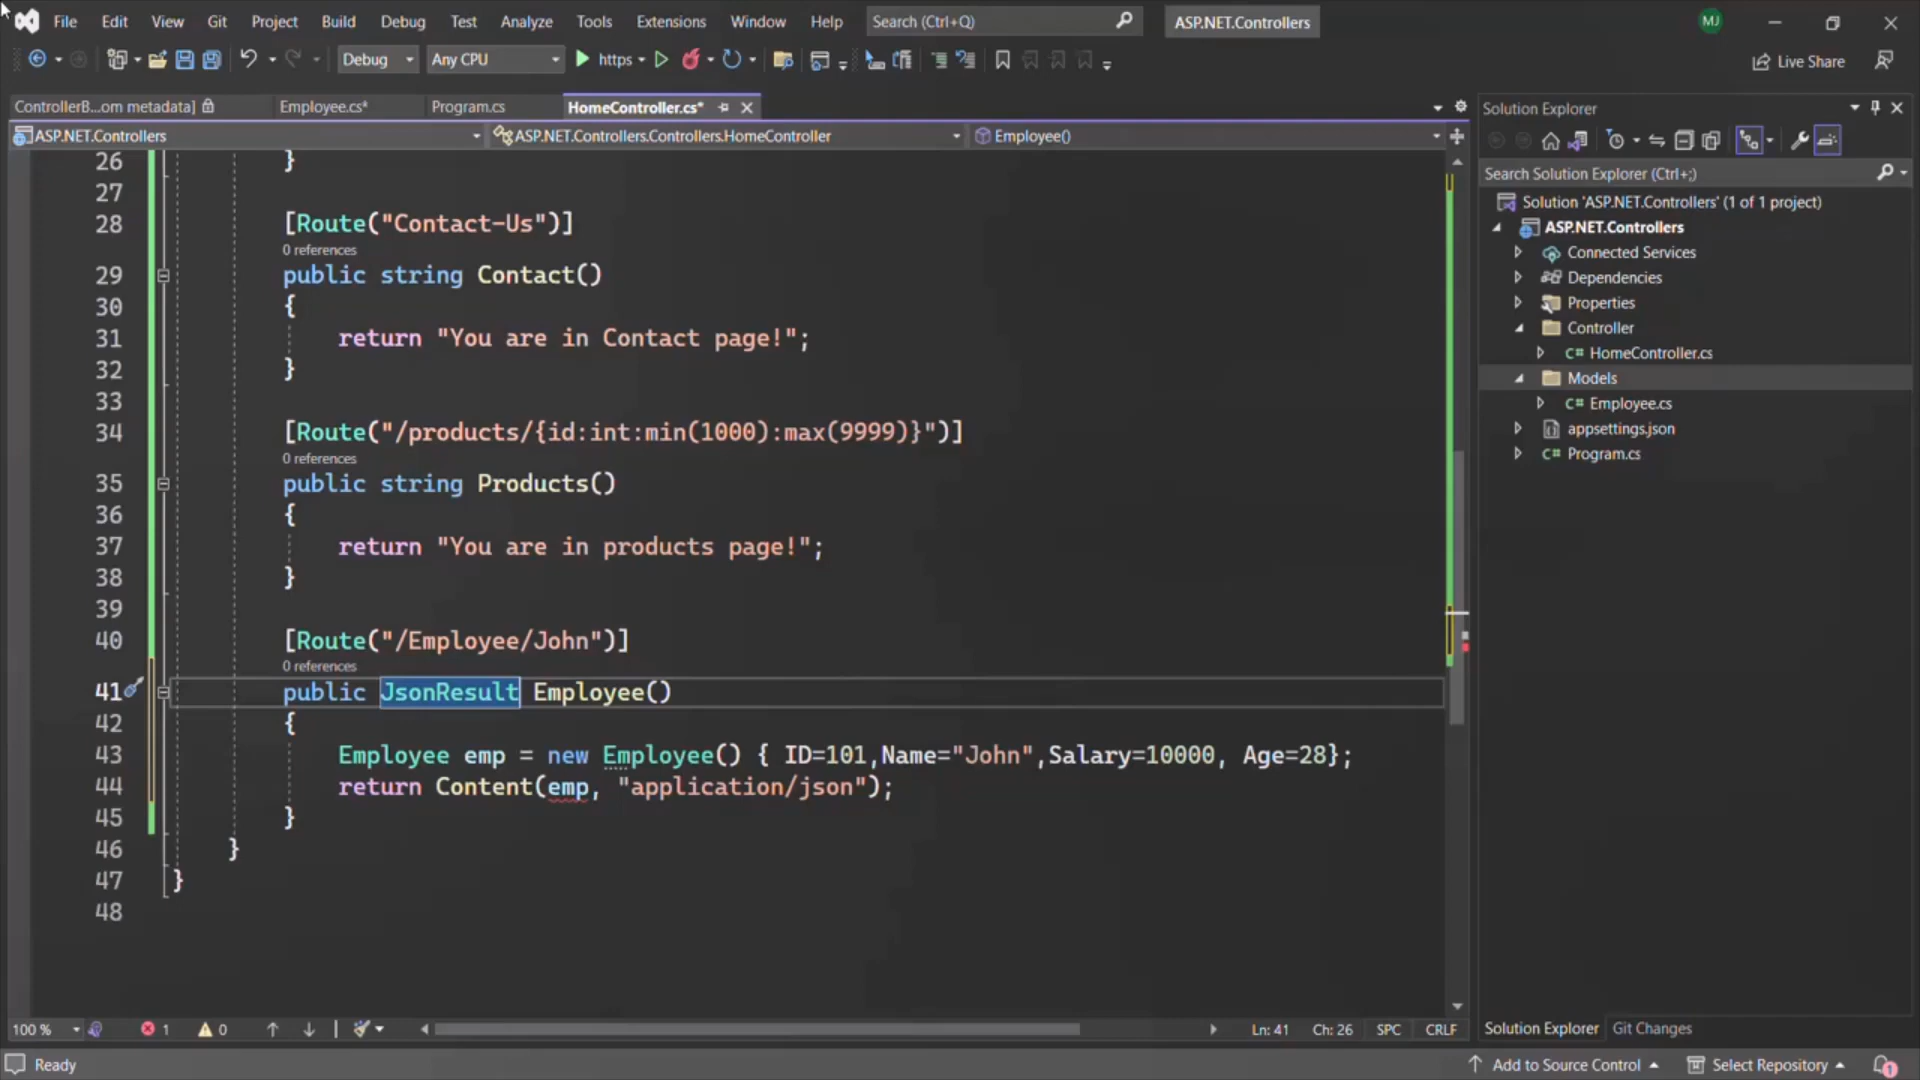 File Edit View Git Project Build Debug Test Analyze Tools Extensions Window Help Search (Ctrl+Q) ASP.NET.Controllers MJ
Debug Any CPU https Live Share
ControllerB...om metadata] Employee.cs* Program.cs HomeController.cs*
ASP.NET.Controllers ASP.NET.Controllers.Controllers.HomeController Employee()
26 }
27
28 [Route("Contact-Us")]
0 references
29 public string Contact()
30 {
31 return "You are in Contact page!";
32 }
33
34 [Route("/products/{id:int:min(1000):max(9999)}")]
0 references
35 public string Products()
36 {
37 return "You are in products page!";
38 }
39
40 [Route("/Employee/John")]
0 references
41 public JsonResult Employee()
42 {
43 Employee emp = new Employee() { ID=101,Name="John",Salary=10000, Age=28};
44 return Content(emp, "application/json");
45 }
46 }
47 }
48
100 % 1 0 Ln: 41 Ch: 26 SPC CRLF
Solution Explorer
Search Solution Explorer (Ctrl+;)
Solution 'ASP.NET.Controllers' (1 of 1 project)
ASP.NET.Controllers
Connected Services
Dependencies
Properties
Controller
C# HomeController.cs
Models
C# Employee.cs
appsettings.json
C# Program.cs
Solution Explorer Git Changes
Ready Add to Source Control Select Repository 1